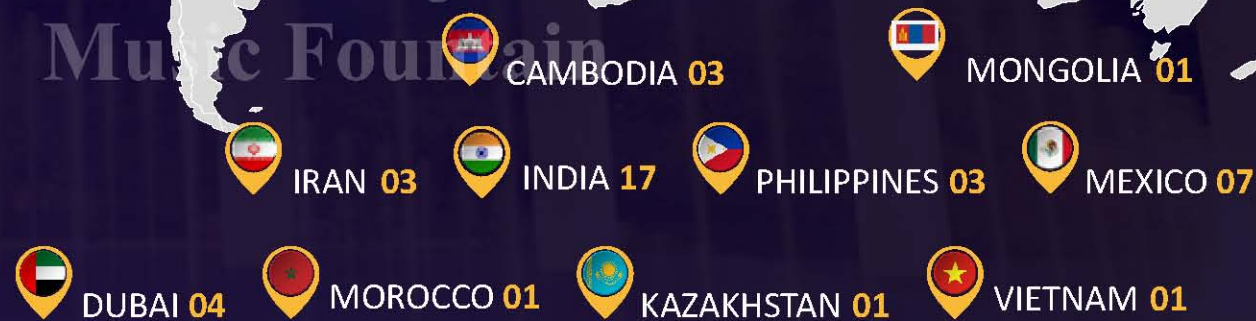 Music Fountain
CAMBODIA 03
MONGOLIA 01
IRAN 03
INDIA 17
PHILIPPINES 03
MEXICO 07
DUBAI 04
MOROCCO 01
KAZAKHSTAN 01
VIETNAM 01